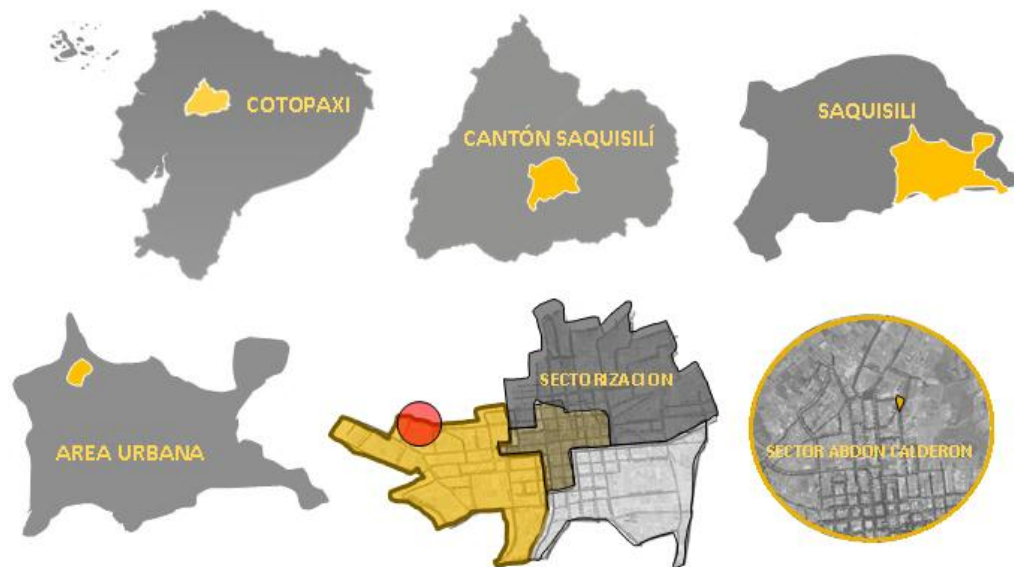 COTOPAXI
CANTÓN SAQUISILÍ
SAQUISILI
AREA URBANA
SECTORIZACION
SECTOR ABDON CALDERON